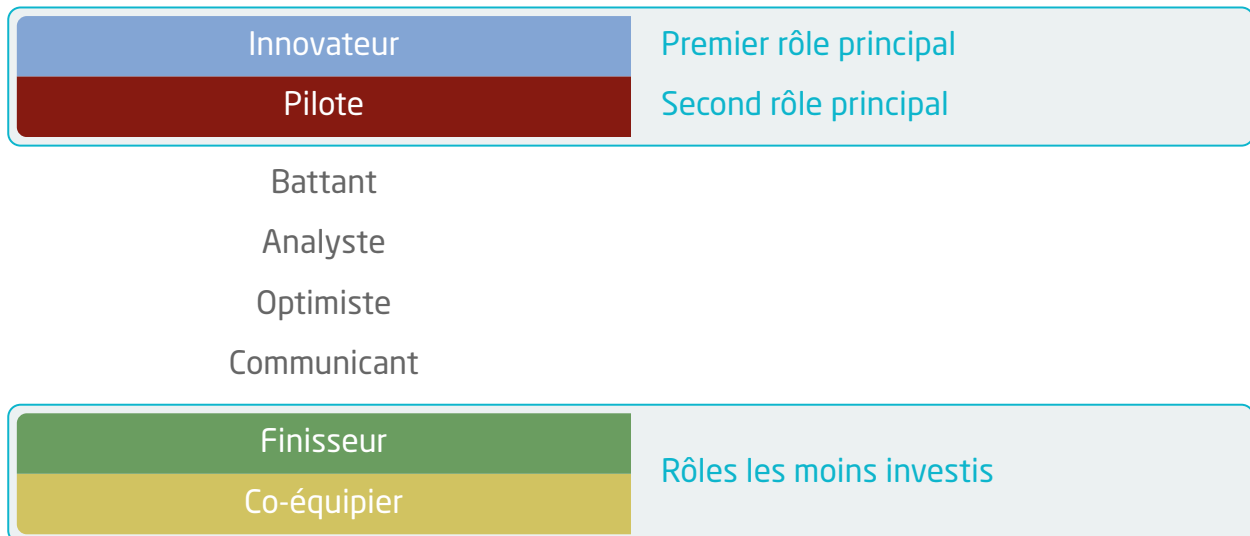 Innovateur
Premier rôle principal
Pilote
Second rôle principal
Battant
Analyste
Optimiste
Communicant
Finisseur
Rôles les moins investis
Co-équipier